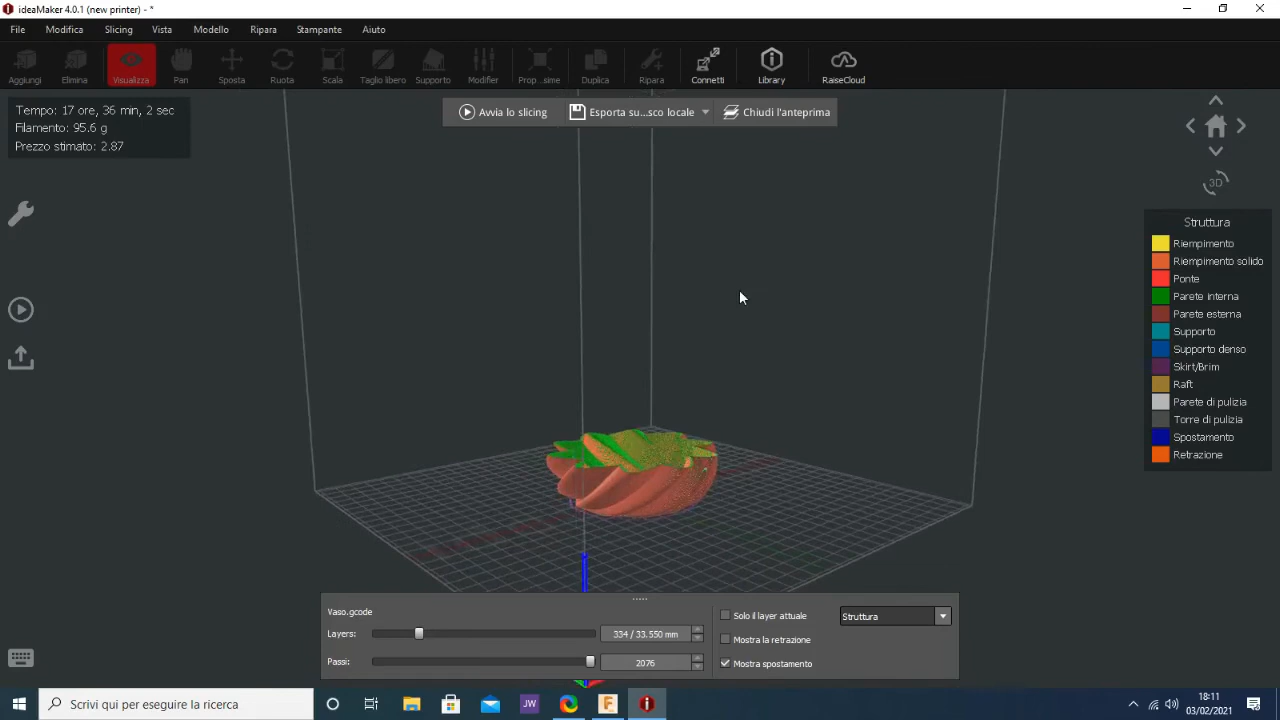 ideaMaker 4.0.1 (new printer) - *
File Modifica Slicing Vista Modello Ripara Stampante Aiuto
Aggiungi Elimina Visualizza Pan Sposta Ruota Scala Taglio libero Supporto Modifier Prop...sime Duplica Ripara Connetti Library RaiseCloud
Tempo: 17 ore, 36 min, 2 sec
Filamento: 95.6 g
Prezzo stimato: 2.87
Avvia lo slicing Esporta su...sco locale Chiudi l'anteprima
3D
Struttura
Riempimento
Riempimento solido
Ponte
Parete interna
Parete esterna
Supporto
Supporto denso
Skirt/Brim
Raft
Parete di pulizia
Torre di pulizia
Spostamento
Retrazione
Vaso.gcode
Layers: 334 / 33.550 mm
Passi: 2076
Solo il layer attuale
Mostra la retrazione
Mostra spostamento
Struttura
Scrivi qui per eseguire la ricerca
JW
18:11
03/02/2021